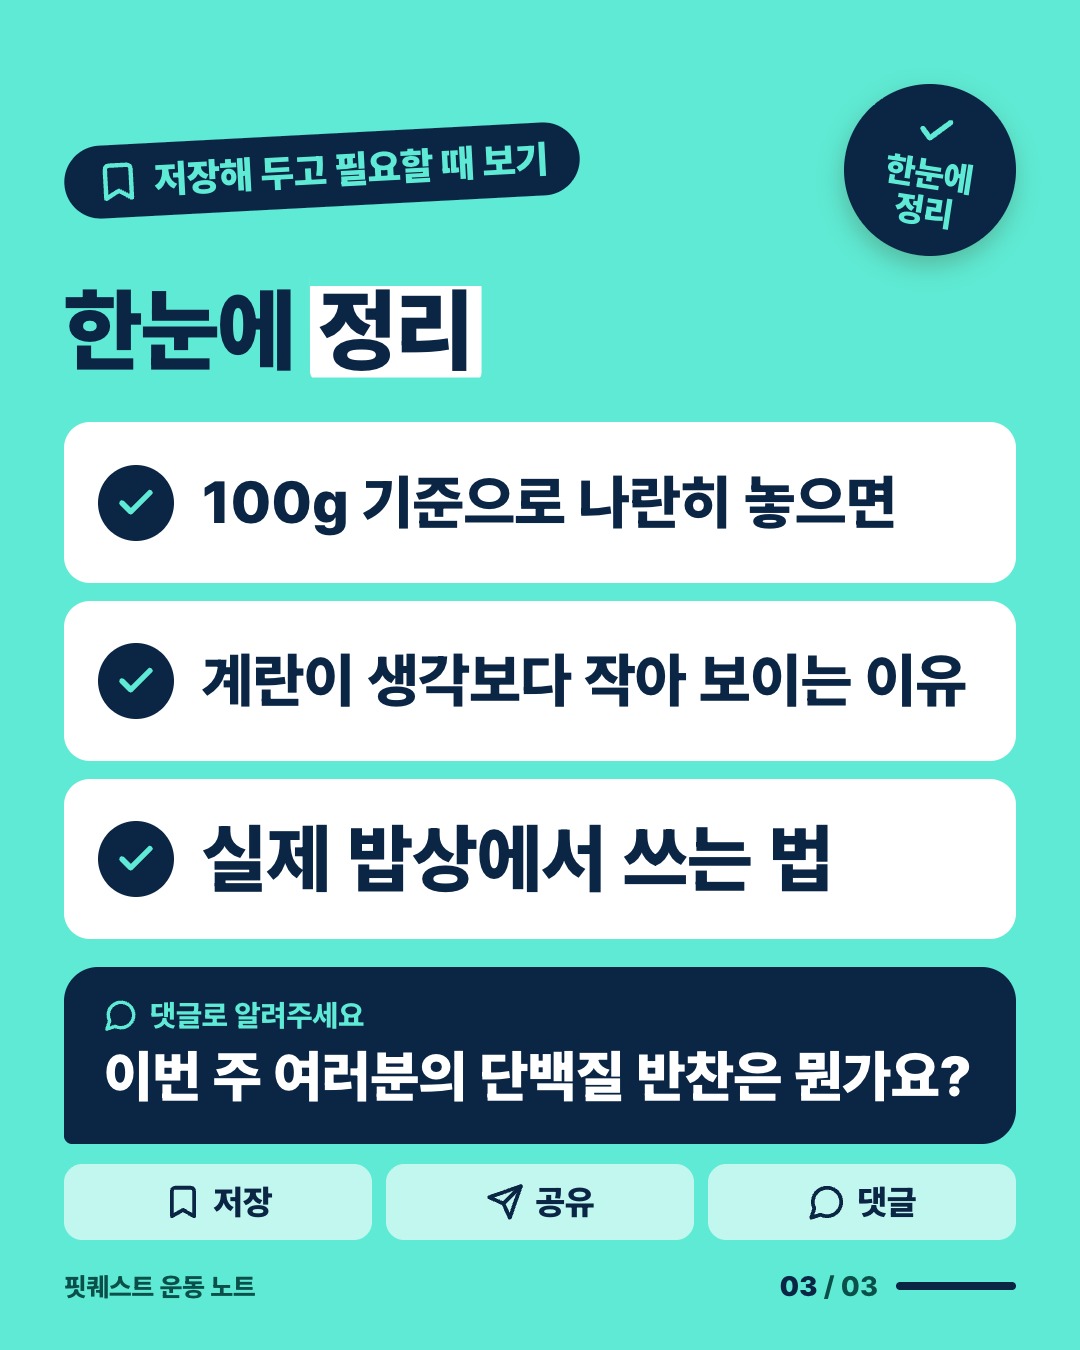 저장해 두고 필요할 때 보기
한눈에
정리
한눈에 정리
100g 기준으로 나란히 놓으면
계란이 생각보다 작아 보이는 이유
실제 밥상에서 쓰는 법
댓글로 알려주세요
이번 주 여러분의 단백질 반찬은 뭔가요?
저장
공유
댓글
핏퀘스트 운동 노트
03 / 03